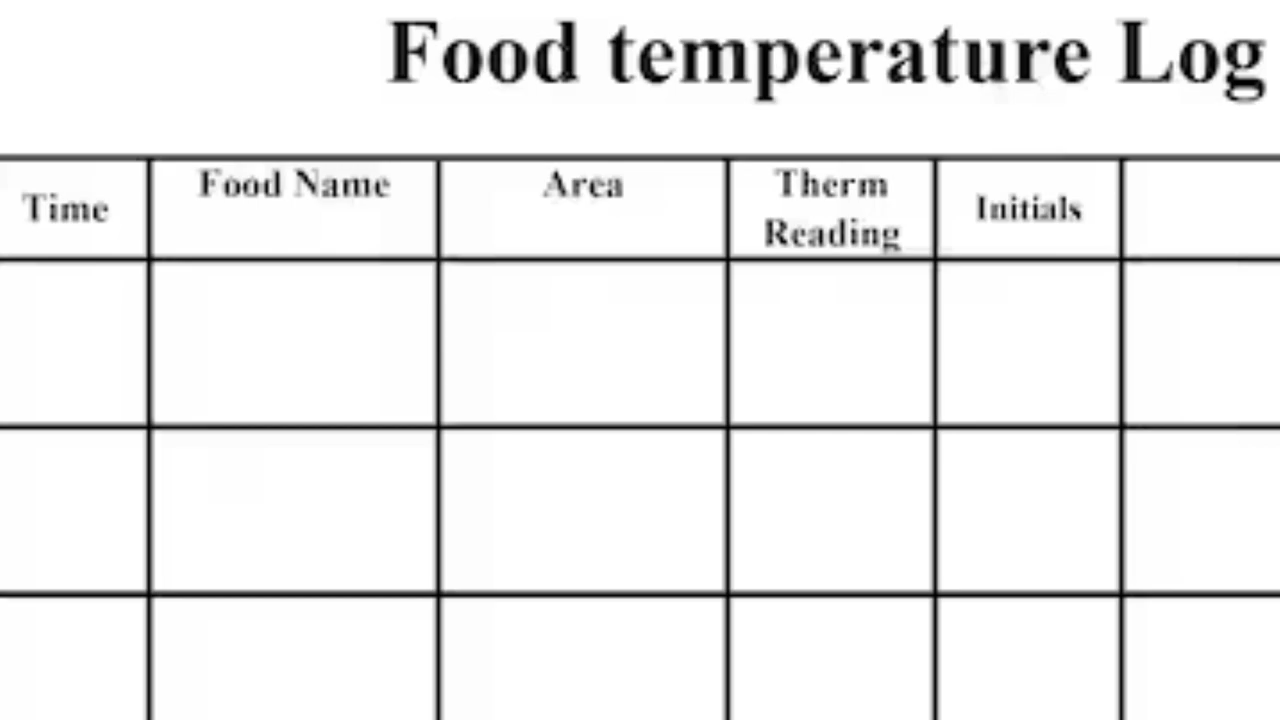 Food temperature Log
Time
Food Name
Area
Therm
Reading
Initials